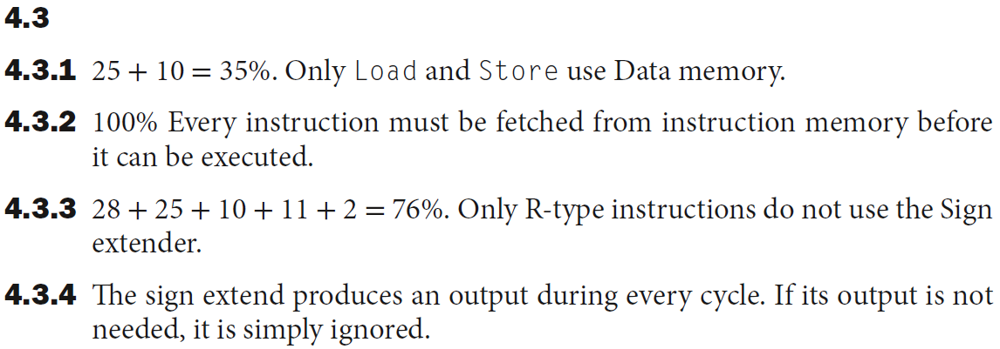 4.3
4.3.1 25 + 10 = 35%. Only Load and Store use Data memory.
4.3.2 100% Every instruction must be fetched from instruction memory before
it can be executed.
4.3.3 28 + 25 + 10 + 11 + 2 = 76%. Only R-type instructions do not use the Sign
extender.
4.3.4 The sign extend produces an output during every cycle. If its output is not
needed, it is simply ignored.